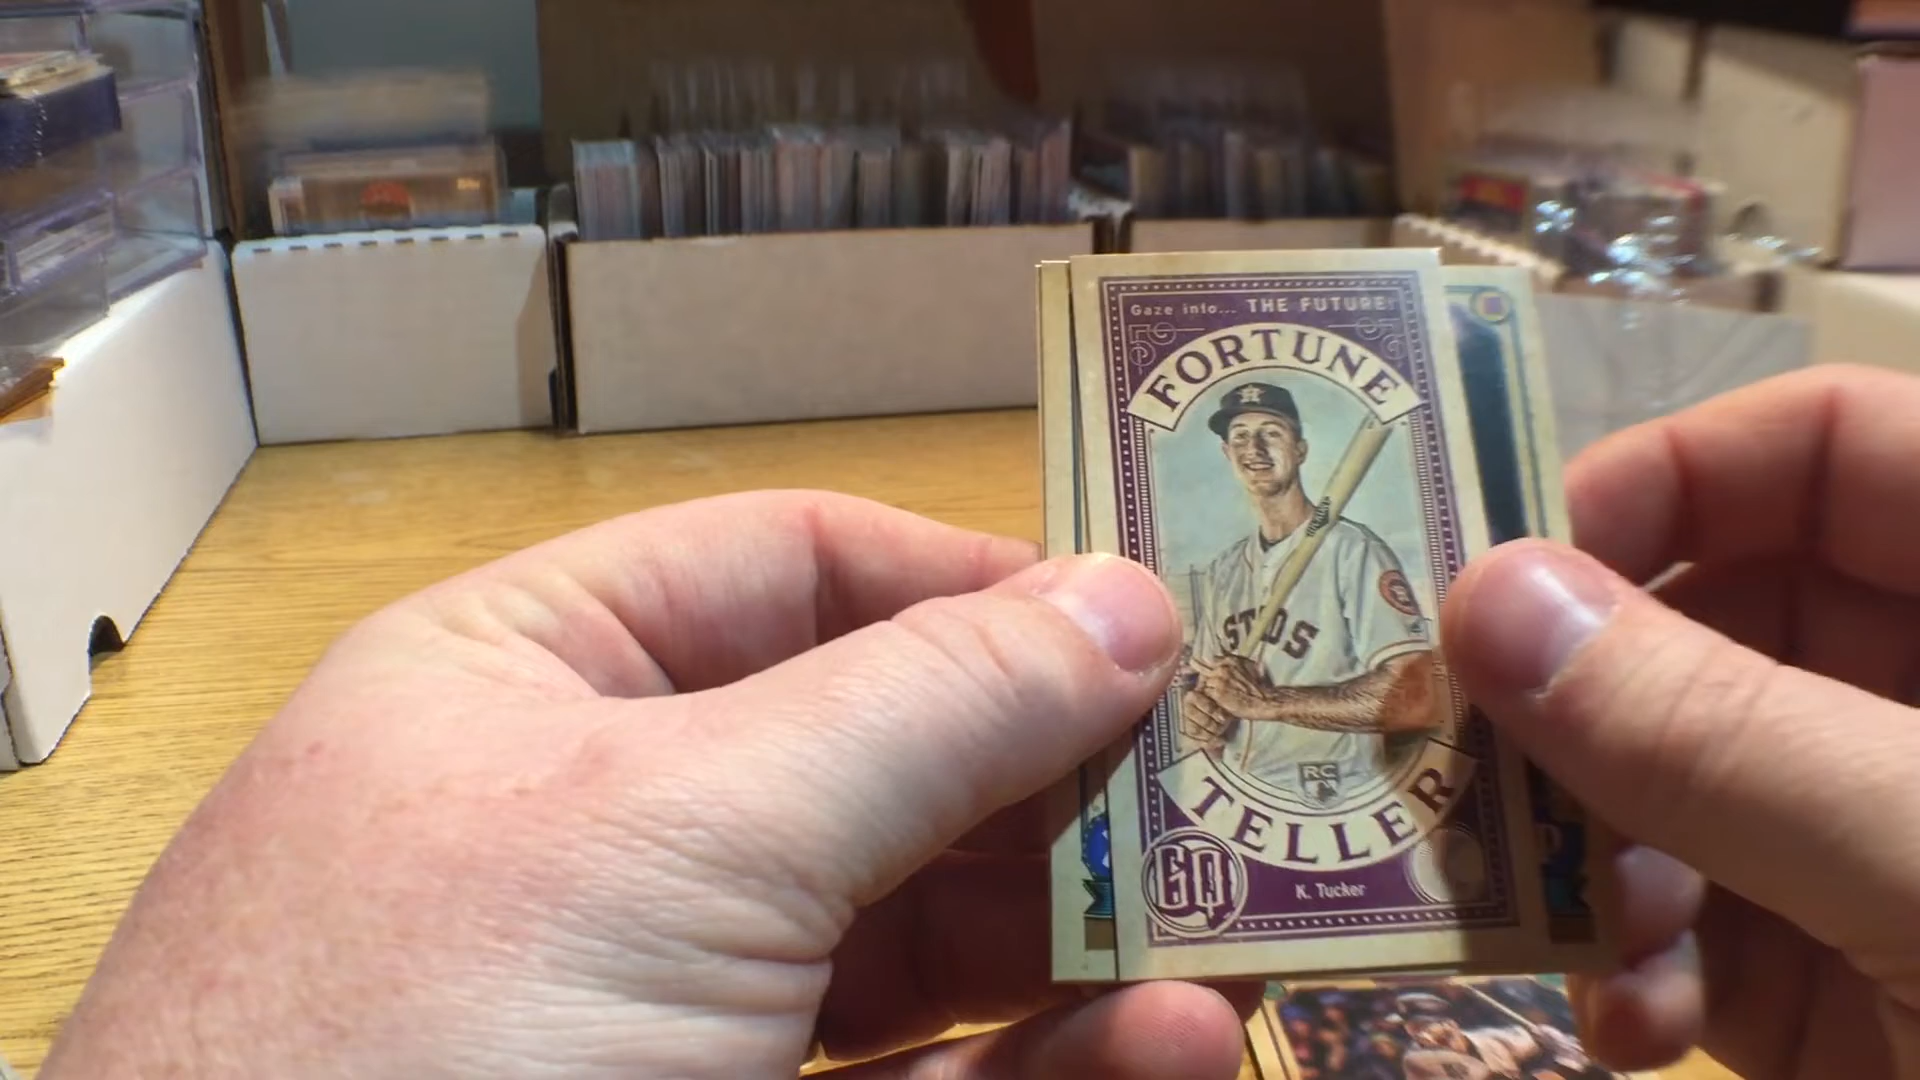 Gaze into... THE FUTURE!
FORTUNE
STROS
RC
TELLER
GQ
K. Tucker